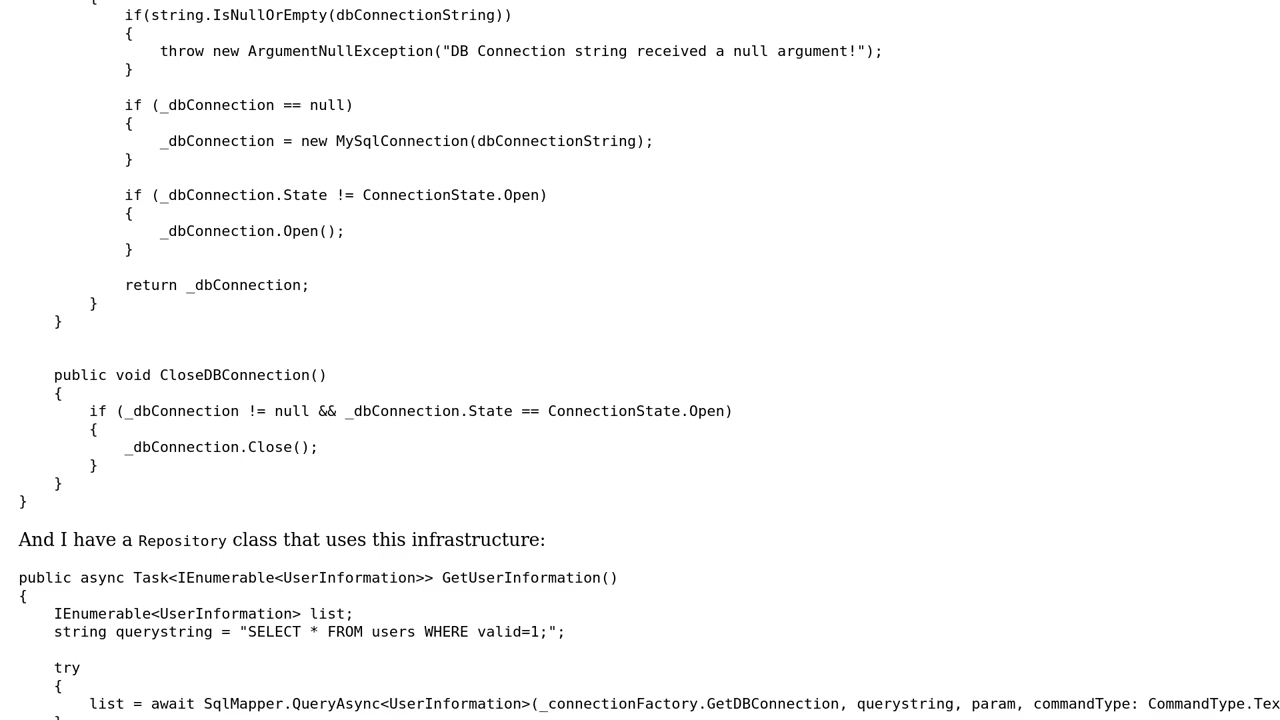 {
if(string.IsNullOrEmpty(dbConnectionString))
{
throw new ArgumentNullException("DB Connection string received a null argument!");
}
if (_dbConnection == null)
{
_dbConnection = new MySqlConnection(dbConnectionString);
}
if (_dbConnection.State != ConnectionState.Open)
{
_dbConnection.Open();
}
return _dbConnection;
}
}
public void CloseDBConnection()
{
if (_dbConnection != null && _dbConnection.State == ConnectionState.Open)
{
_dbConnection.Close();
}
}
}
And I have a Repository class that uses this infrastructure:
public async Task<IEnumerable<UserInformation>> GetUserInformation()
{
IEnumerable<UserInformation> list;
string querystring = "SELECT * FROM users WHERE valid=1;";
try
{
list = await SqlMapper.QueryAsync<UserInformation>(_connectionFactory.GetDBConnection, querystring, param, commandType: CommandType.Tex
}